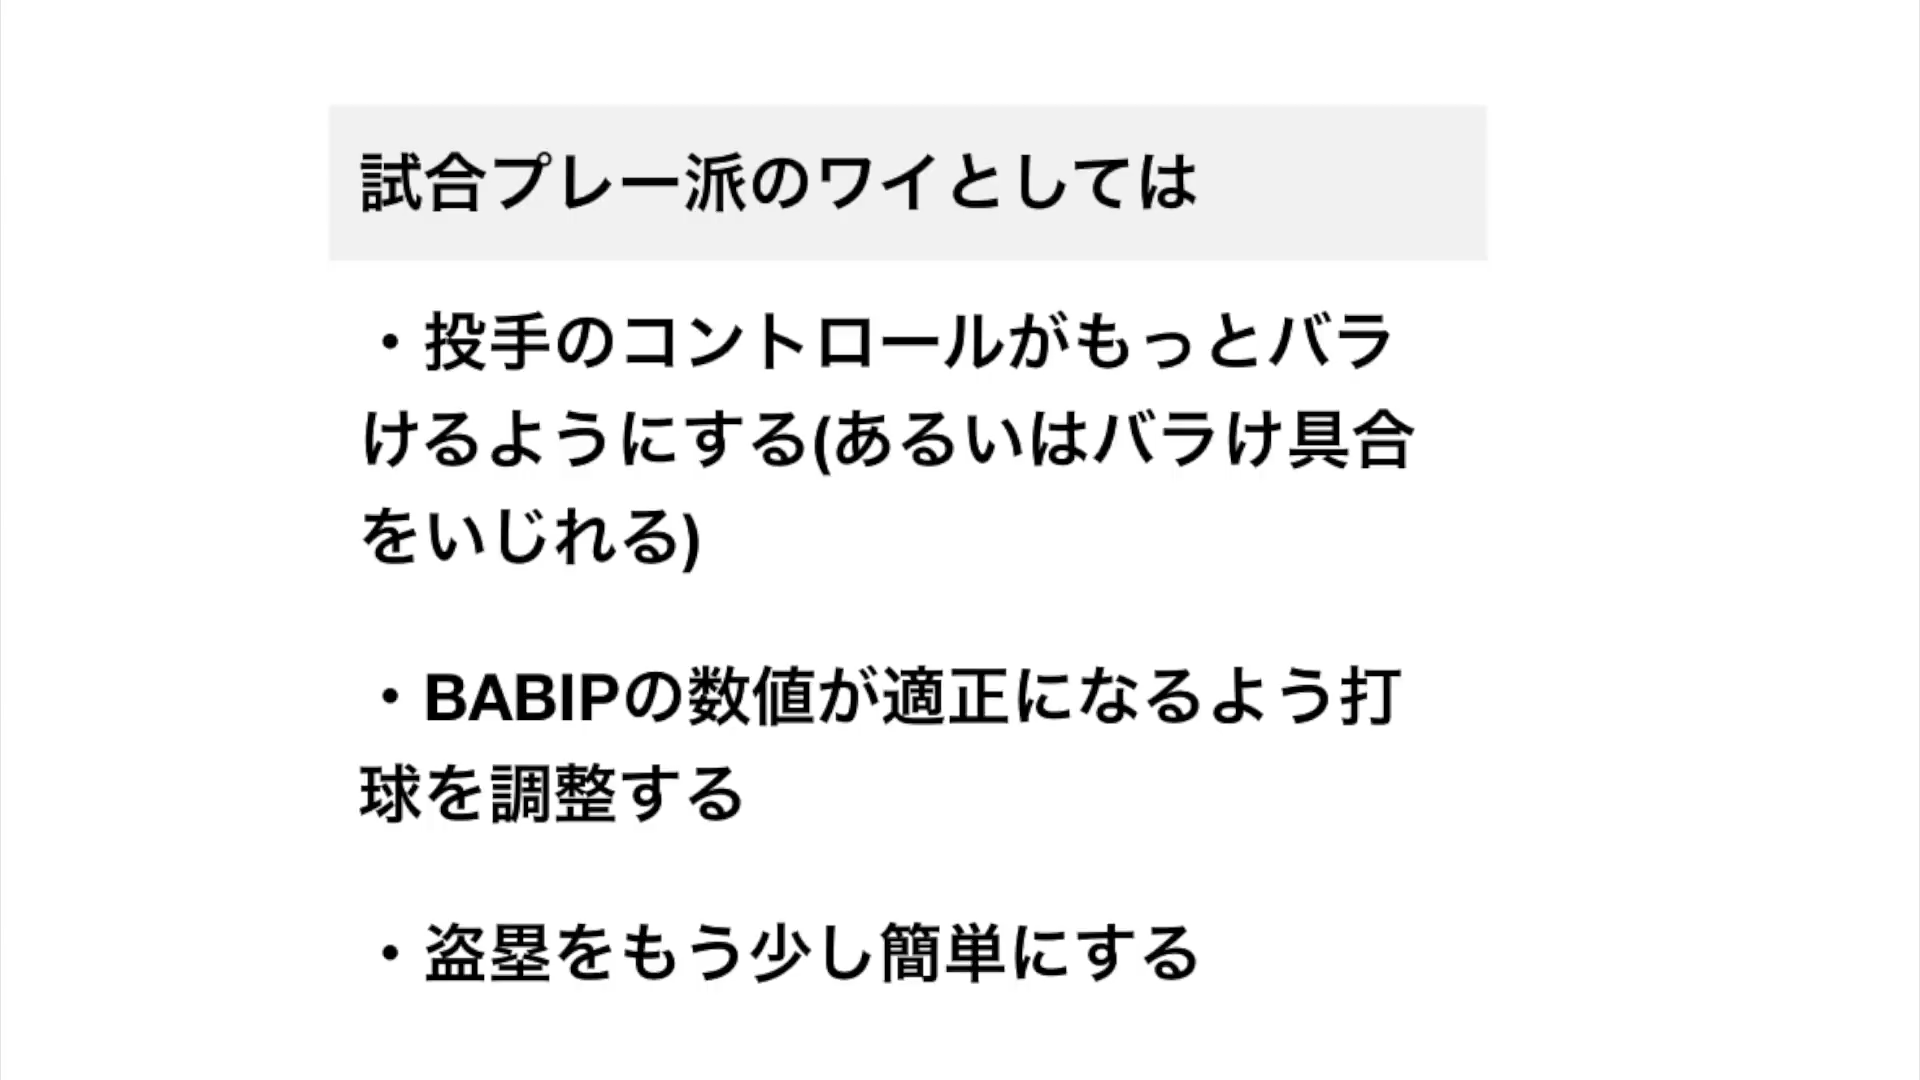 試合プレー派のワイとしては
・投手のコントロールがもっとバラ
けるようにする(あるいはバラけ具合
をいじれる)
・BABIPの数値が適正になるよう打
球を調整する
・盗塁をもう少し簡単にする